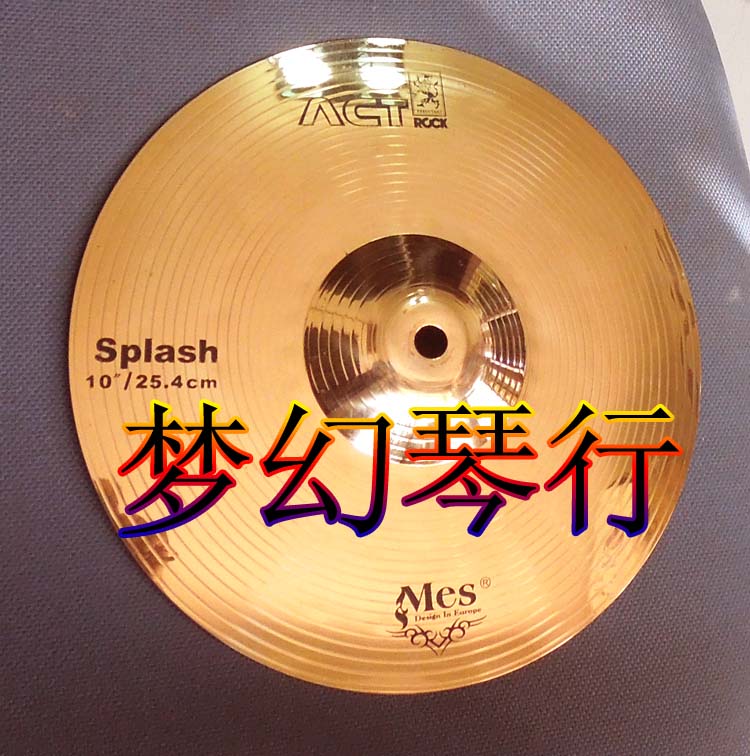 ACT
ROCK
Splash
10"/25.4cm
梦幻琴行
Mes®
Design In Europe